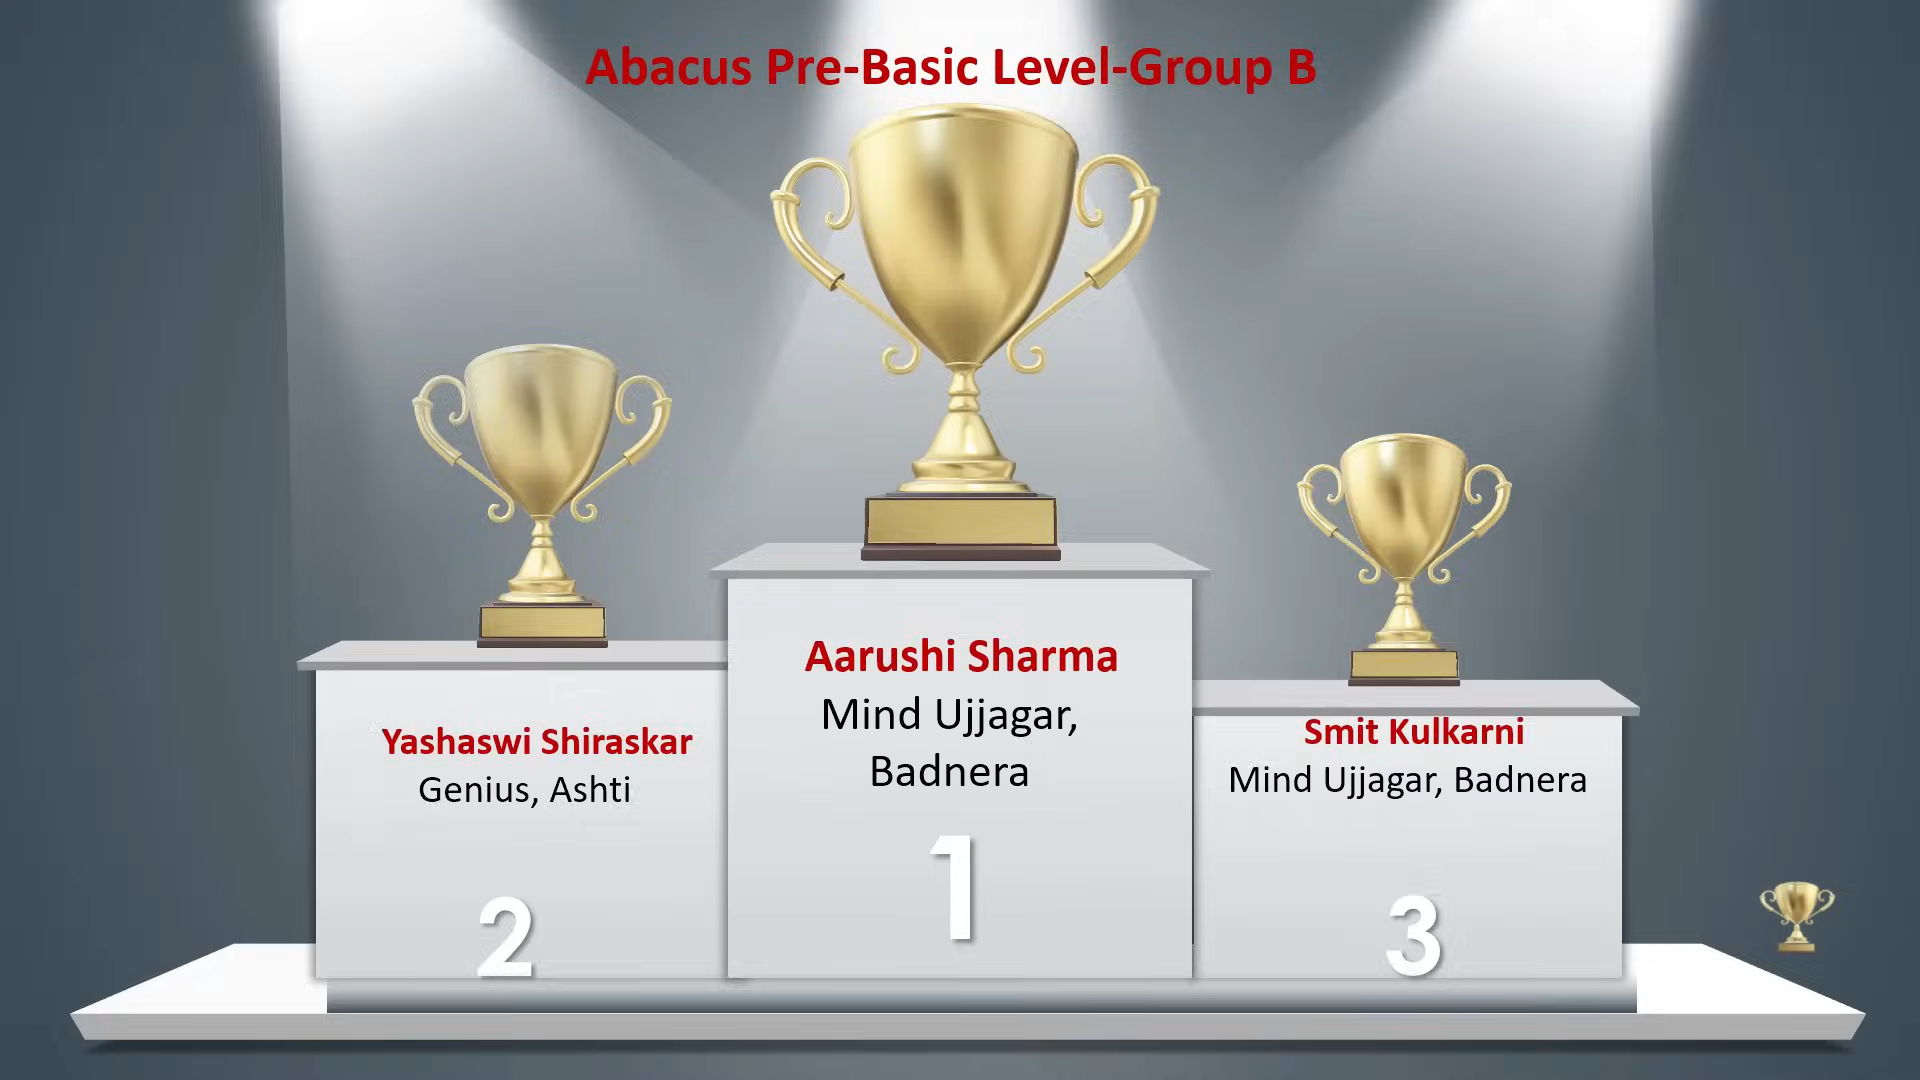 Abacus Pre-Basic Level-Group B
Aarushi Sharma
Mind Ujjagar,
Badnera
1
Yashaswi Shiraskar
Genius, Ashti
2
Smit Kulkarni
Mind Ujjagar, Badnera
3